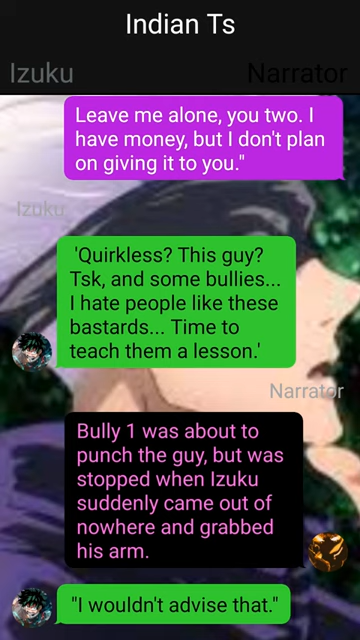 Indian Ts
Izuku
Narrator
Leave me alone, you two. I
have money, but I don't plan
on giving it to you."
Izuku
'Quirkless? This guy?
Tsk, and some bullies...
I hate people like these
bastards... Time to
teach them a lesson.'
Narrator
Bully 1 was about to
punch the guy, but was
stopped when Izuku
suddenly came out of
nowhere and grabbed
his arm.
"I wouldn't advise that."